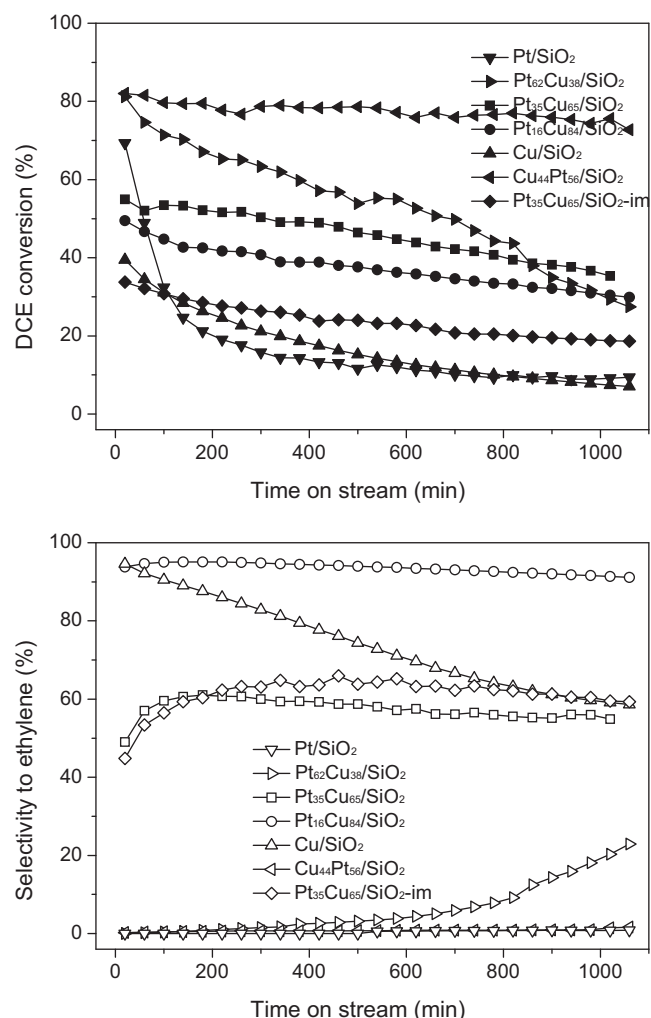 100
80
60
40
20
0
DCE conversion (%)
Pt/SiO₂
Pt₆₂Cu₃₈/SiO₂
Pt₃₅Cu₆₅/SiO₂
Pt₁₆Cu₈₄/SiO₂
Cu/SiO₂
Cu₄₄Pt₅₆/SiO₂
Pt₃₅Cu₆₅/SiO₂-im
0 200 400 600 800 1000
Time on stream (min)
100
80
60
40
20
0
Selectivity to ethylene (%)
Pt/SiO₂
Pt₆₂Cu₃₈/SiO₂
Pt₃₅Cu₆₅/SiO₂
Pt₁₆Cu₈₄/SiO₂
Cu/SiO₂
Cu₄₄Pt₅₆/SiO₂
Pt₃₅Cu₆₅/SiO₂-im
0 200 400 600 800 1000
Time on stream (min)